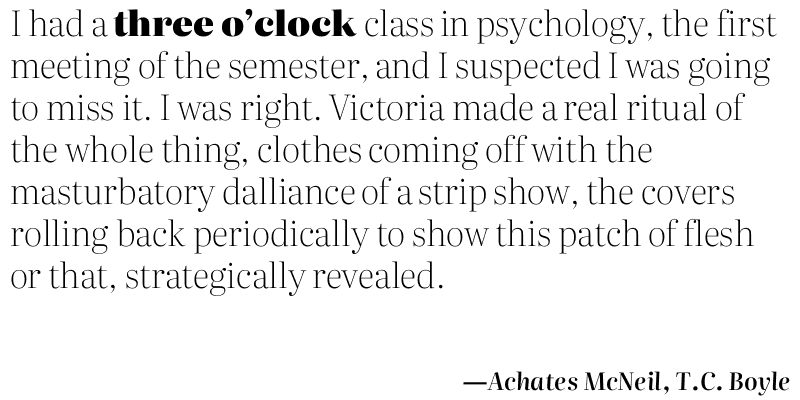 I had a three o’clock class in psychology, the first
meeting of the semester, and I suspected I was going
to miss it. I was right. Victoria made a real ritual of
the whole thing, clothes coming off with the
masturbatory dalliance of a strip show, the covers
rolling back periodically to show this patch of flesh
or that, strategically revealed.
—Achates McNeil, T.C. Boyle